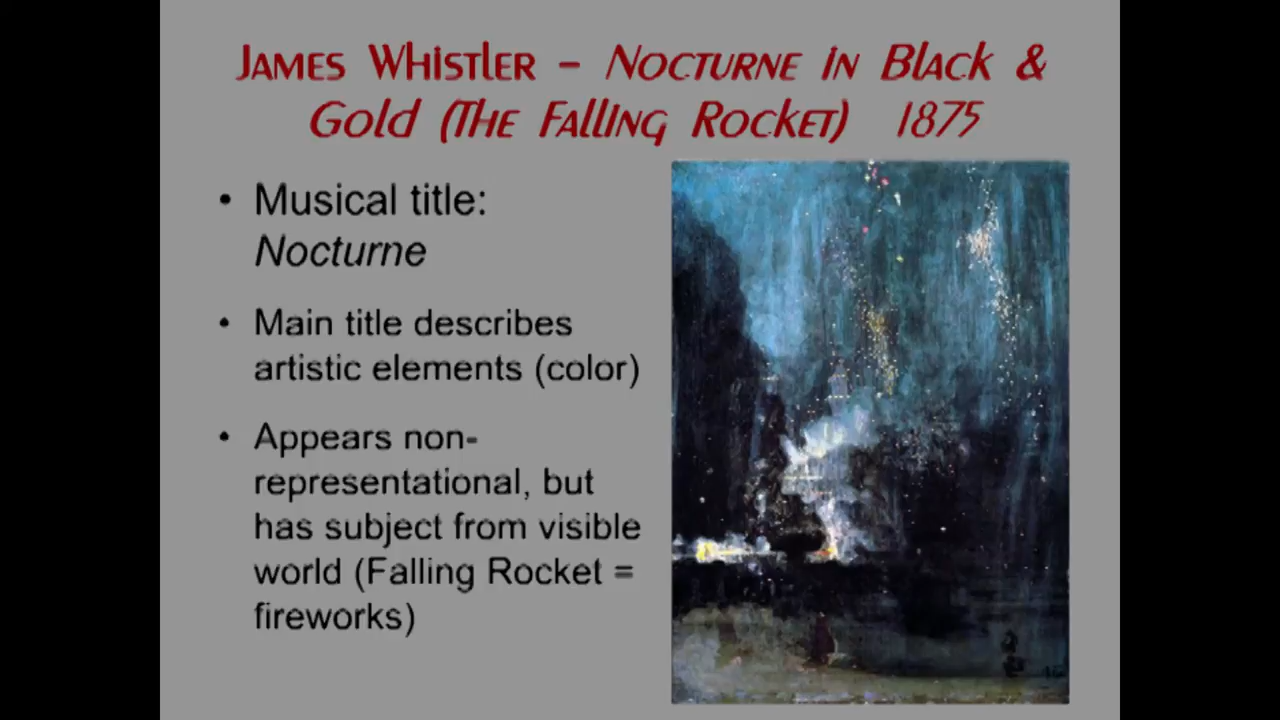 James Whistler – Nocturne in Black &
Gold (The Falling Rocket) 1875
• Musical title:
Nocturne
• Main title describes
artistic elements (color)
• Appears non-
representational, but
has subject from visible
world (Falling Rocket =
fireworks)